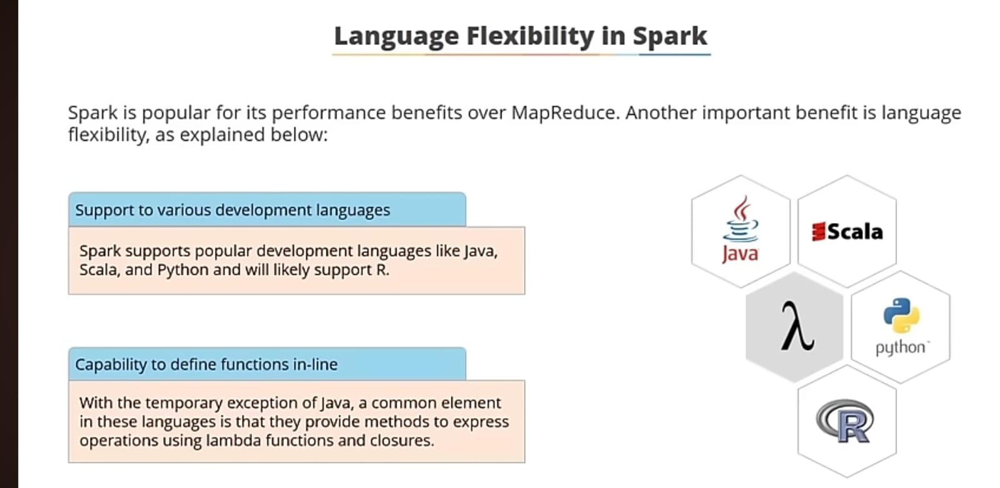 Language Flexibility in Spark
Spark is popular for its performance benefits over MapReduce. Another important benefit is language
flexibility, as explained below:
Support to various development languages
Spark supports popular development languages like Java,
Scala, and Python and will likely support R.
Capability to define functions in-line
With the temporary exception of Java, a common element
in these languages is that they provide methods to express
operations using lambda functions and closures.
Java
Scala
λ
python™
R